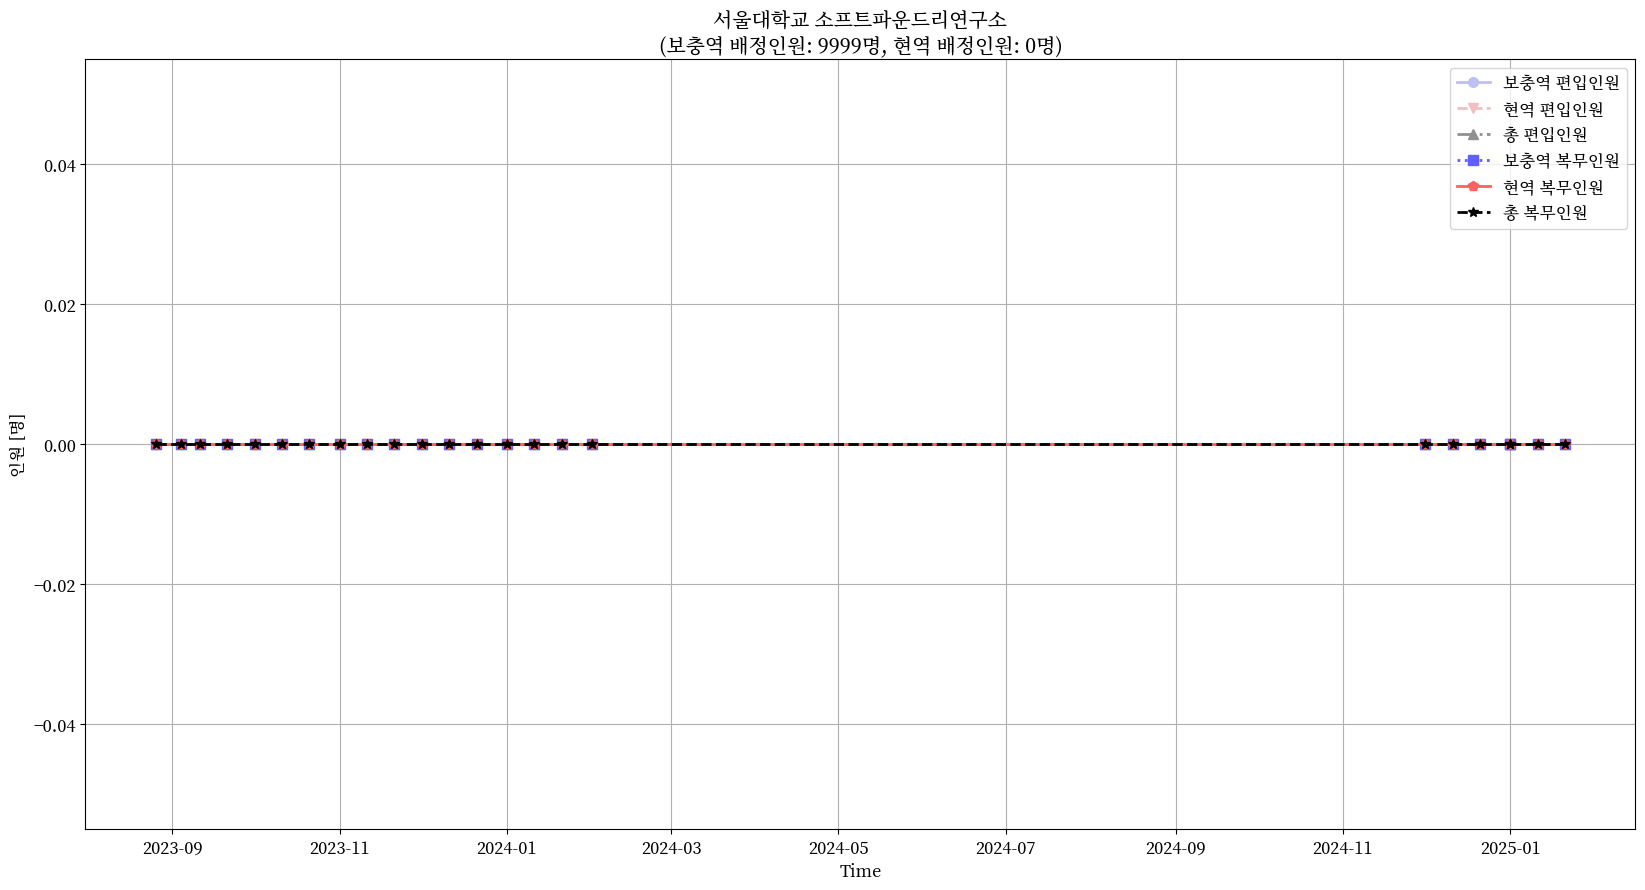 서울대학교 소프트파운드리연구소
(보충역 배정인원: 9999명, 현역 배정인원: 0명)
보충역 편입인원
현역 편입인원
총 편입인원
보충역 복무인원
현역 복무인원
총 복무인원
인원 [명]
0.04
0.02
0.00
−0.02
−0.04
2023-09 2023-11 2024-01 2024-03 2024-05 2024-07 2024-09 2024-11 2025-01
Time